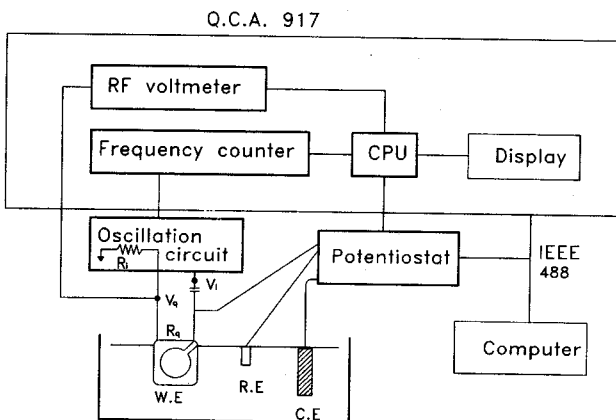 Q.C.A. 917
RF voltmeter
Frequency counter
CPU
Display
Oscillation
circuit
Ri
Potentiostat
IEEE
488
Vq
Vi
Rq
Computer
W.E
R.E
C.E